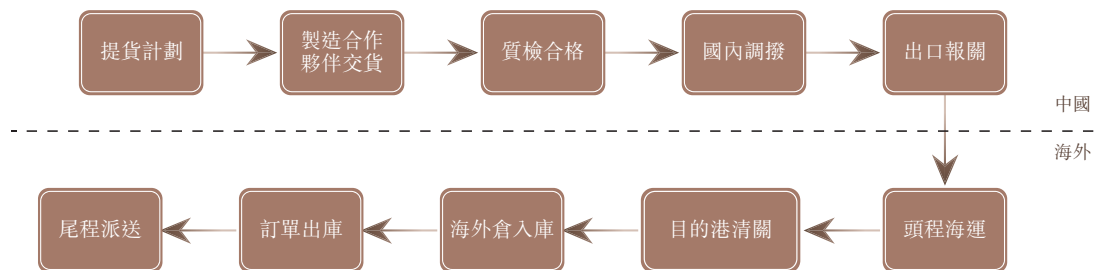 提貨計劃
製造合作
夥伴交貨
质檢合格
國內調撥
出口報關
中國
海外
尾程派送
訂單出庫
海外倉入庫
目的港清關
頭程海運